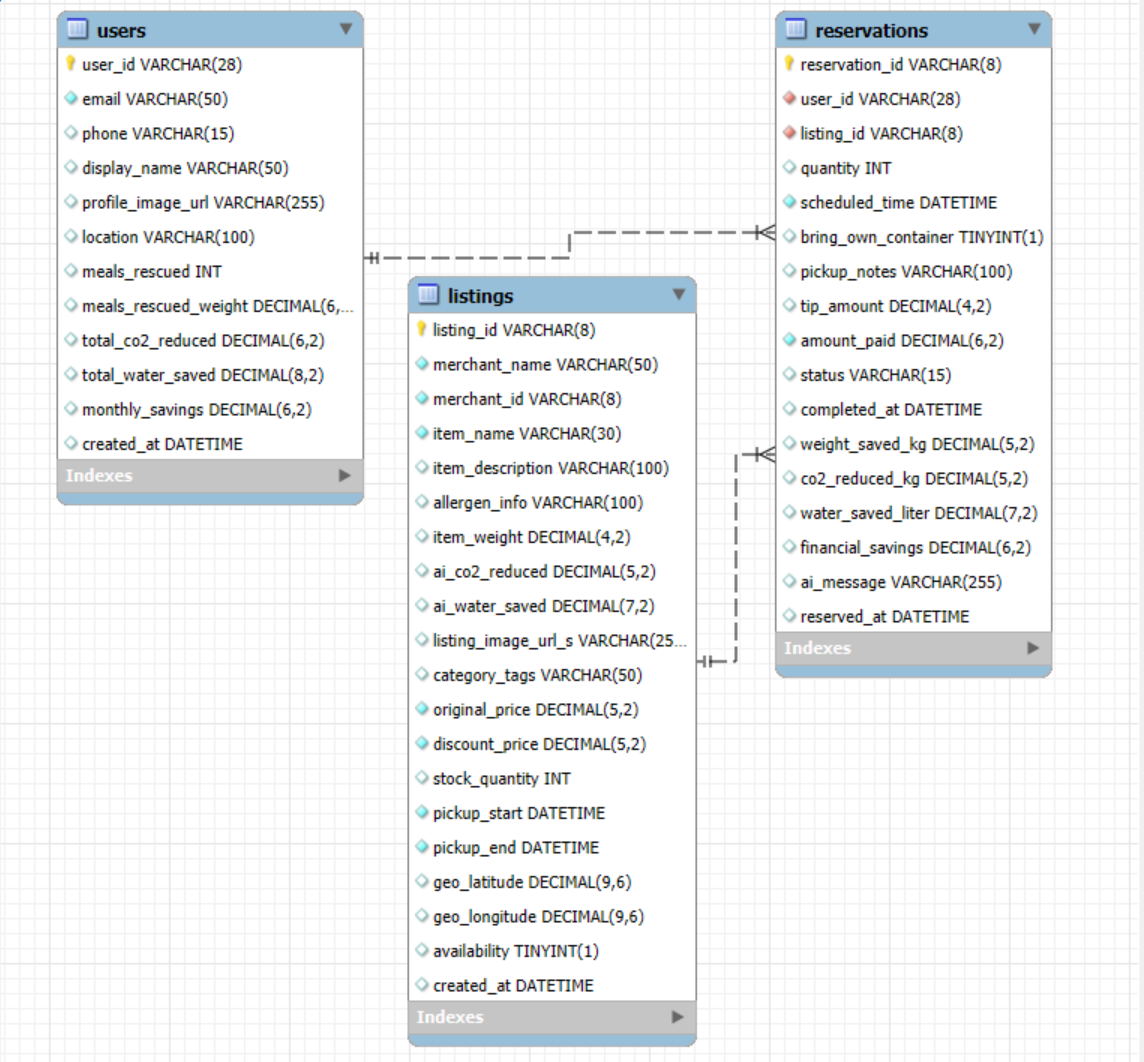 users
user_id VARCHAR(28)
email VARCHAR(50)
phone VARCHAR(15)
display_name VARCHAR(50)
profile_image_url VARCHAR(255)
location VARCHAR(100)
meals_rescued INT
meals_rescued_weight DECIMAL(6,...
total_co2_reduced DECIMAL(6,2)
total_water_saved DECIMAL(8,2)
monthly_savings DECIMAL(6,2)
created_at DATETIME
Indexes
listings
listing_id VARCHAR(8)
merchant_name VARCHAR(50)
merchant_id VARCHAR(8)
item_name VARCHAR(30)
item_description VARCHAR(100)
allergen_info VARCHAR(100)
item_weight DECIMAL(4,2)
ai_co2_reduced DECIMAL(5,2)
ai_water_saved DECIMAL(7,2)
listing_image_url_s VARCHAR(25...
category_tags VARCHAR(50)
original_price DECIMAL(5,2)
discount_price DECIMAL(5,2)
stock_quantity INT
pickup_start DATETIME
pickup_end DATETIME
geo_latitude DECIMAL(9,6)
geo_longitude DECIMAL(9,6)
availability TINYINT(1)
created_at DATETIME
Indexes
reservations
reservation_id VARCHAR(8)
user_id VARCHAR(28)
listing_id VARCHAR(8)
quantity INT
scheduled_time DATETIME
bring_own_container TINYINT(1)
pickup_notes VARCHAR(100)
tip_amount DECIMAL(4,2)
amount_paid DECIMAL(6,2)
status VARCHAR(15)
completed_at DATETIME
weight_saved_kg DECIMAL(5,2)
co2_reduced_kg DECIMAL(5,2)
water_saved_liter DECIMAL(7,2)
financial_savings DECIMAL(6,2)
ai_message VARCHAR(255)
reserved_at DATETIME
Indexes